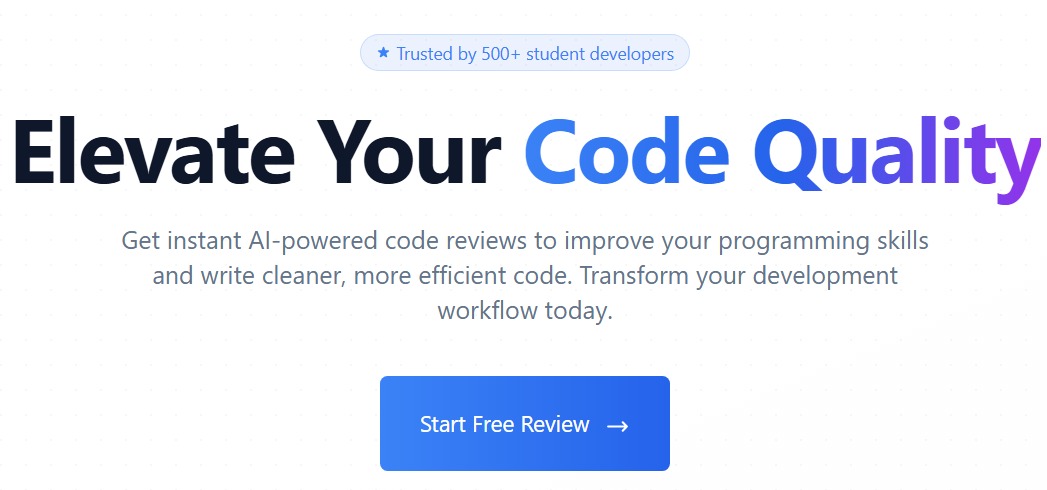 Trusted by 500+ student developers
Elevate Your Code Quality
Get instant AI-powered code reviews to improve your programming skills
and write cleaner, more efficient code. Transform your development
workflow today.
Start Free Review →